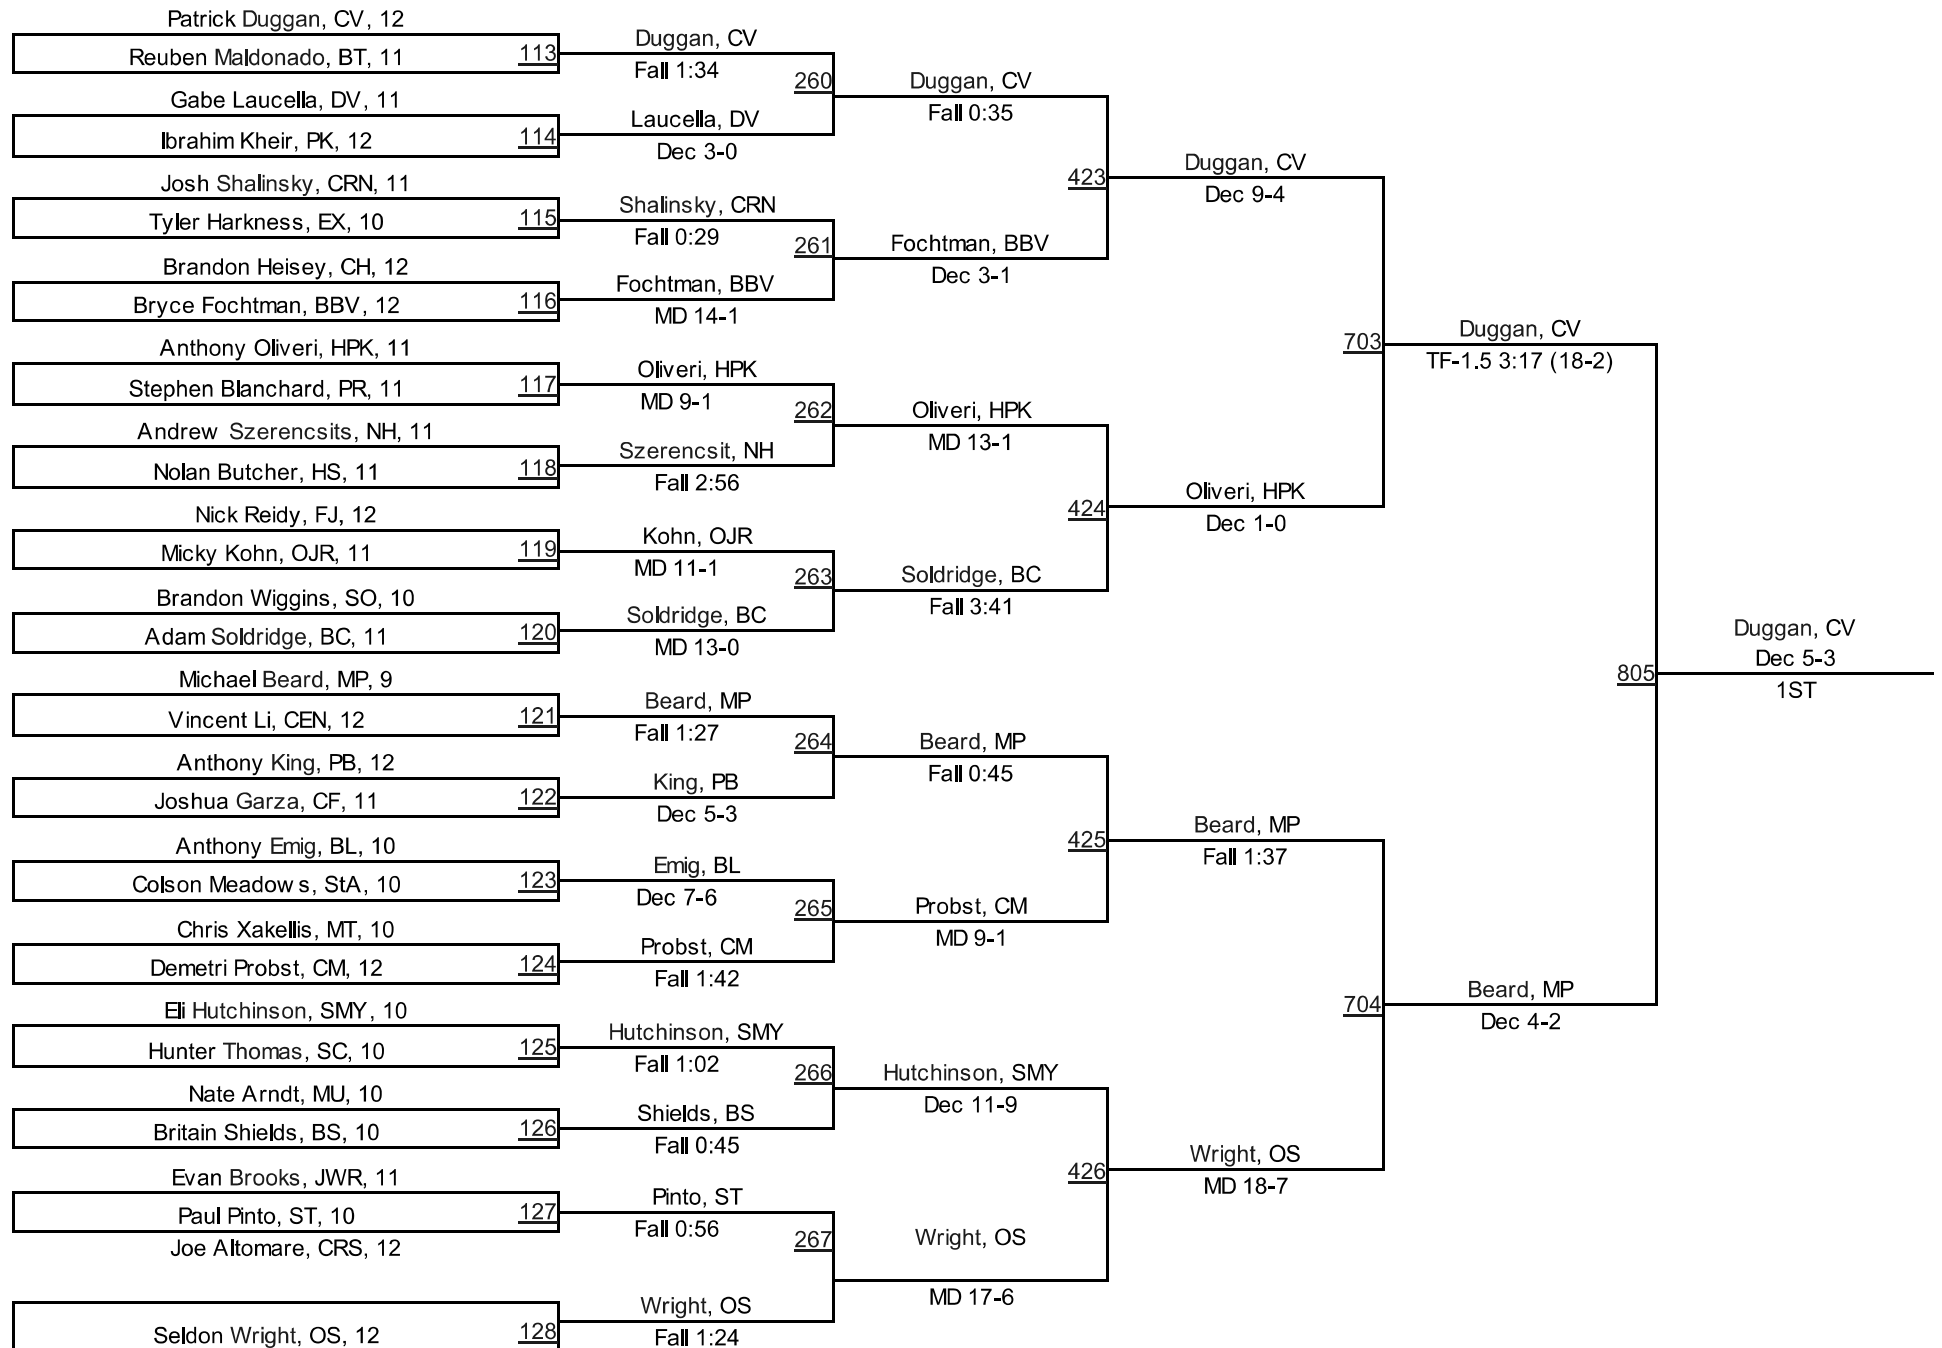 Patrick Duggan, CV, 12
Reuben Maldonado, BT, 11
113
Gabe Laucella, DV, 11
Ibrahim Kheir, PK, 12
114
Josh Shalinsky, CRN, 11
Tyler Harkness, EX, 10
115
Brandon Heisey, CH, 12
Bryce Fochtman, BBV, 12
116
Anthony Oliveri, HPK, 11
Stephen Blanchard, PR, 11
117
Andrew Szerencsits, NH, 11
Nolan Butcher, HS, 11
118
Nick Reidy, FJ, 12
Micky Kohn, OJR, 11
119
Brandon Wiggins, SO, 10
Adam Soldridge, BC, 11
120
Michael Beard, MP, 9
Vincent Li, CEN, 12
121
Anthony King, PB, 12
Joshua Garza, CF, 11
122
Anthony Emig, BL, 10
Colson Meadows, StA, 10
123
Chris Xakellis, MT, 10
Demetri Probst, CM, 12
124
Eli Hutchinson, SMY, 10
Hunter Thomas, SC, 10
125
Nate Arndt, MU, 10
Britain Shields, BS, 10
126
Evan Brooks, JWR, 11
Paul Pinto, ST, 10
127
Joe Altomare, CRS, 12
Seldon Wright, OS, 12
128
Duggan, CV
Fall 1:34
260
Laucella, DV
Dec 3-0
Shalinsky, CRN
Fall 0:29
261
Fochtman, BBV
MD 14-1
Oliveri, HPK
MD 9-1
262
Szerencsit, NH
Fall 2:56
Kohn, OJR
MD 11-1
263
Soldridge, BC
MD 13-0
Beard, MP
Fall 1:27
264
King, PB
Dec 5-3
Emig, BL
Dec 7-6
265
Probst, CM
Fall 1:42
Hutchinson, SMY
Fall 1:02
266
Shields, BS
Fall 0:45
Pinto, ST
Fall 0:56
267
Wright, OS
Fall 1:24
Duggan, CV
Fall 0:35
423
Fochtman, BBV
Dec 3-1
Oliveri, HPK
MD 13-1
424
Soldridge, BC
Fall 3:41
Beard, MP
Fall 0:45
425
Probst, CM
MD 9-1
Hutchinson, SMY
Dec 11-9
426
Wright, OS
MD 17-6
Duggan, CV
Dec 9-4
703
Oliveri, HPK
Dec 1-0
Beard, MP
Fall 1:37
704
Wright, OS
MD 18-7
Duggan, CV
TF-1.5 3:17 (18-2)
805
Beard, MP
Dec 4-2
Duggan, CV
Dec 5-3
1ST